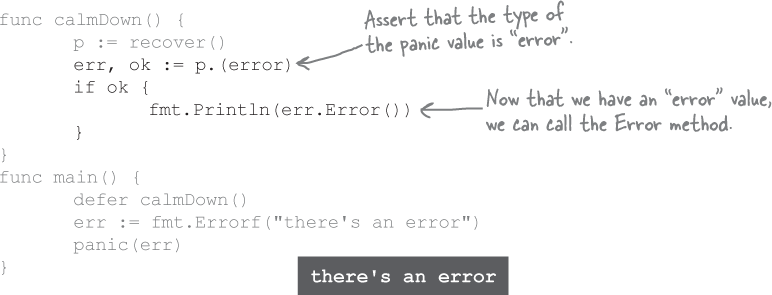 func calmDown() {
p := recover()
err, ok := p.(error)
if ok {
fmt.Println(err.Error())
}
}
Assert that the type of
the panic value is "error".
Now that we have an "error" value,
we can call the Error method.
func main() {
defer calmDown()
err := fmt.Errorf("there's an error")
panic(err)
}
there's an error